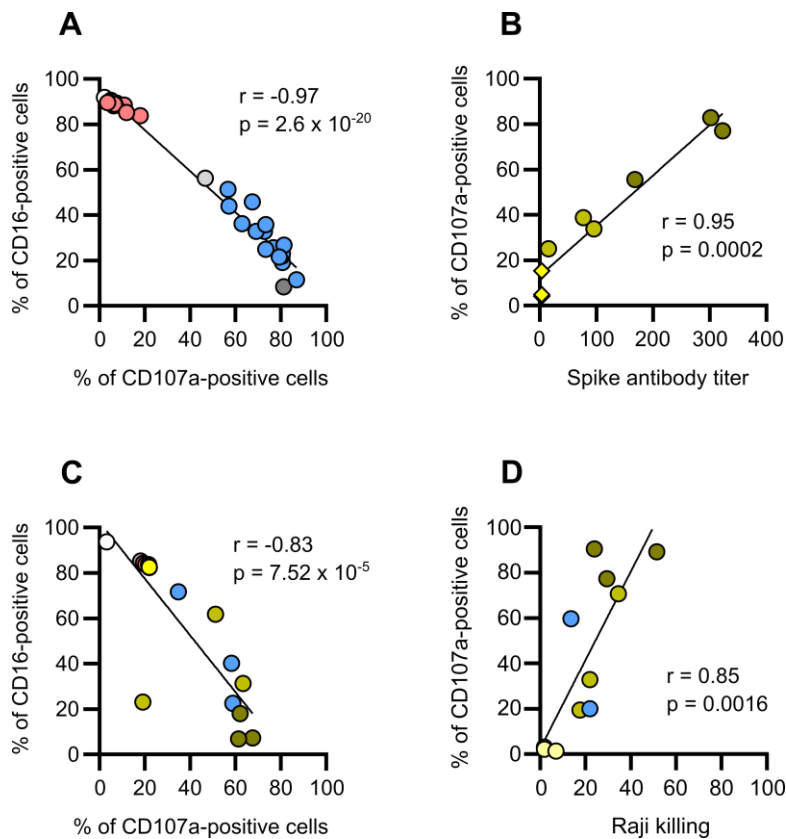 A
% of CD16-positive cells
100
80
60
40
20
0
r = -0.97
p = 2.6 x 10⁻²⁰
0 20 40 60 80 100
% of CD107a-positive cells
B
% of CD107a-positive cells
100
80
60
40
20
0
r = 0.95
p = 0.0002
0 100 200 300 400
Spike antibody titer
C
% of CD16-positive cells
100
80
60
40
20
0
r = -0.83
p = 7.52 x 10⁻⁵
0 20 40 60 80 100
% of CD107a-positive cells
D
% of CD107a-positive cells
100
80
60
40
20
0
r = 0.85
p = 0.0016
0 20 40 60 80 100
Raji killing